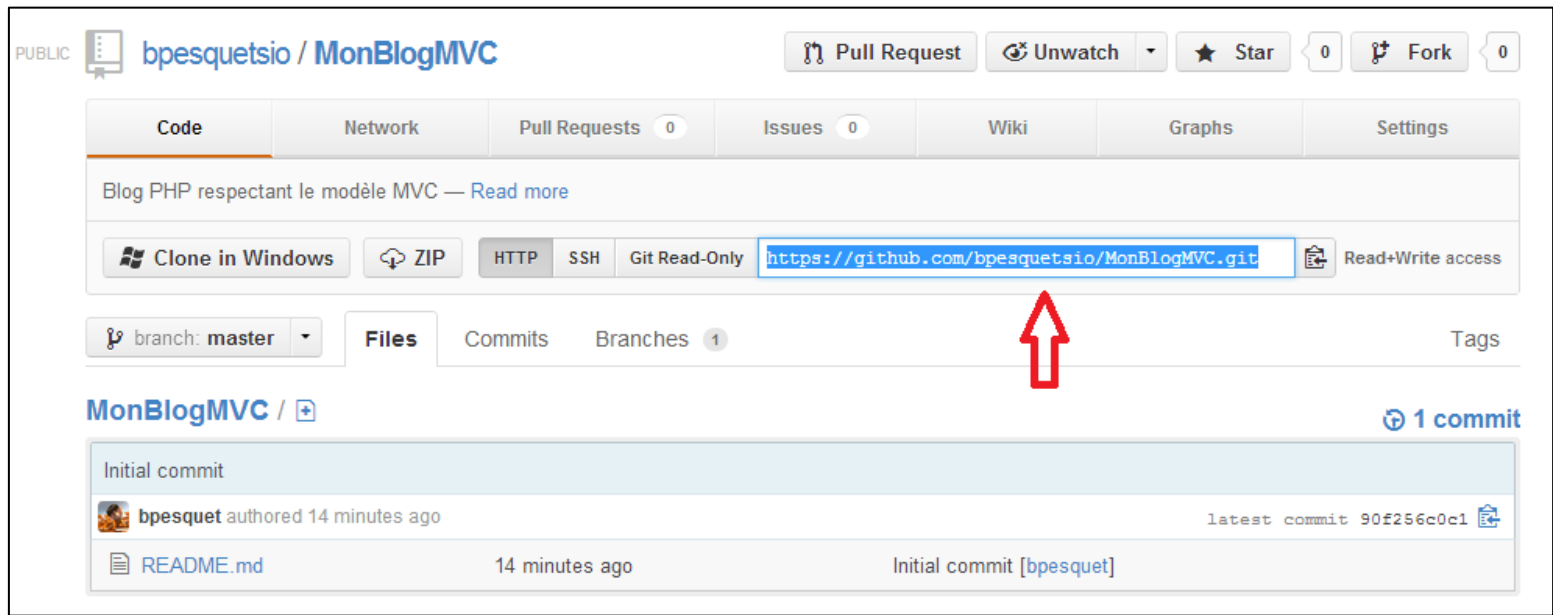 PUBLIC bpesquetsio / MonBlogMVC Pull Request Unwatch Star 0 Fork 0
Code Network Pull Requests 0 Issues 0 Wiki Graphs Settings
Blog PHP respectant le modèle MVC — Read more
Clone in Windows ZIP HTTP SSH Git Read-Only https://github.com/bpesquetsio/MonBlogMVC.git Read+Write access
branch: master Files Commits Branches 1 Tags
MonBlogMVC /
1 commit
Initial commit
bpesquet authored 14 minutes ago latest commit 90f256c0c1
README.md 14 minutes ago Initial commit [bpesquet]